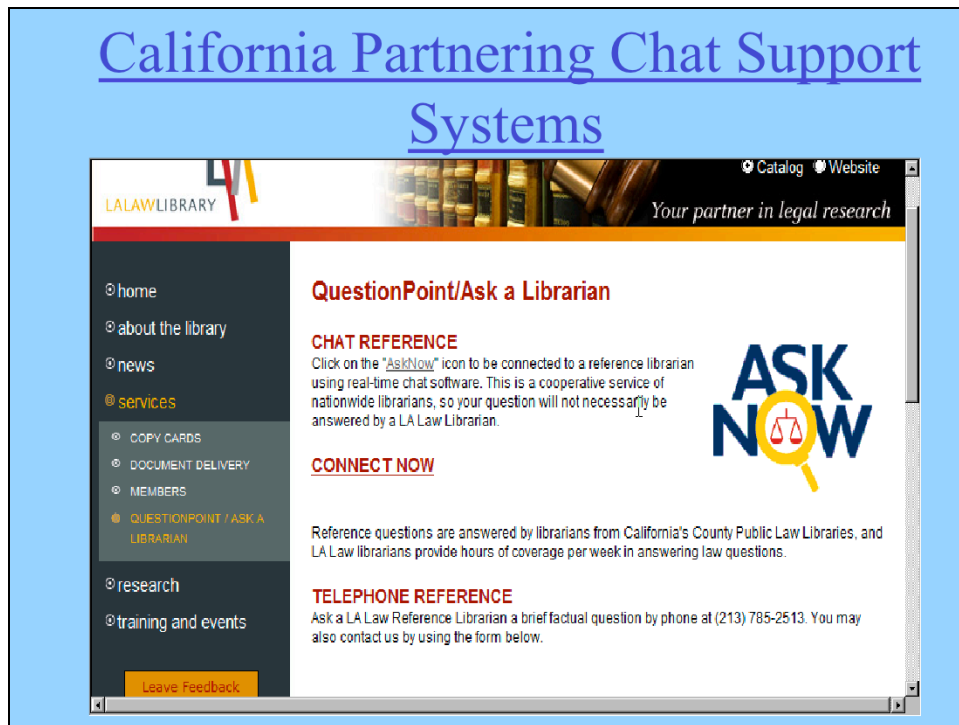 California Partnering Chat Support
Systems
LALAWLIBRARY
Catalog Website
Your partner in legal research
home
about the library
news
services
COPY CARDS
DOCUMENT DELIVERY
MEMBERS
QUESTIONPOINT / ASK A
LIBRARIAN
research
training and events
Leave Feedback
QuestionPoint/Ask a Librarian
CHAT REFERENCE
Click on the "AskNow" icon to be connected to a reference librarian
using real-time chat software. This is a cooperative service of
nationwide librarians, so your question will not necessarily be
answered by a LA Law Librarian.
ASK
NOW
CONNECT NOW
Reference questions are answered by librarians from California's County Public Law Libraries, and
LA Law librarians provide hours of coverage per week in answering law questions.
TELEPHONE REFERENCE
Ask a LA Law Reference Librarian a brief factual question by phone at (213) 785-2513. You may
also contact us by using the form below.